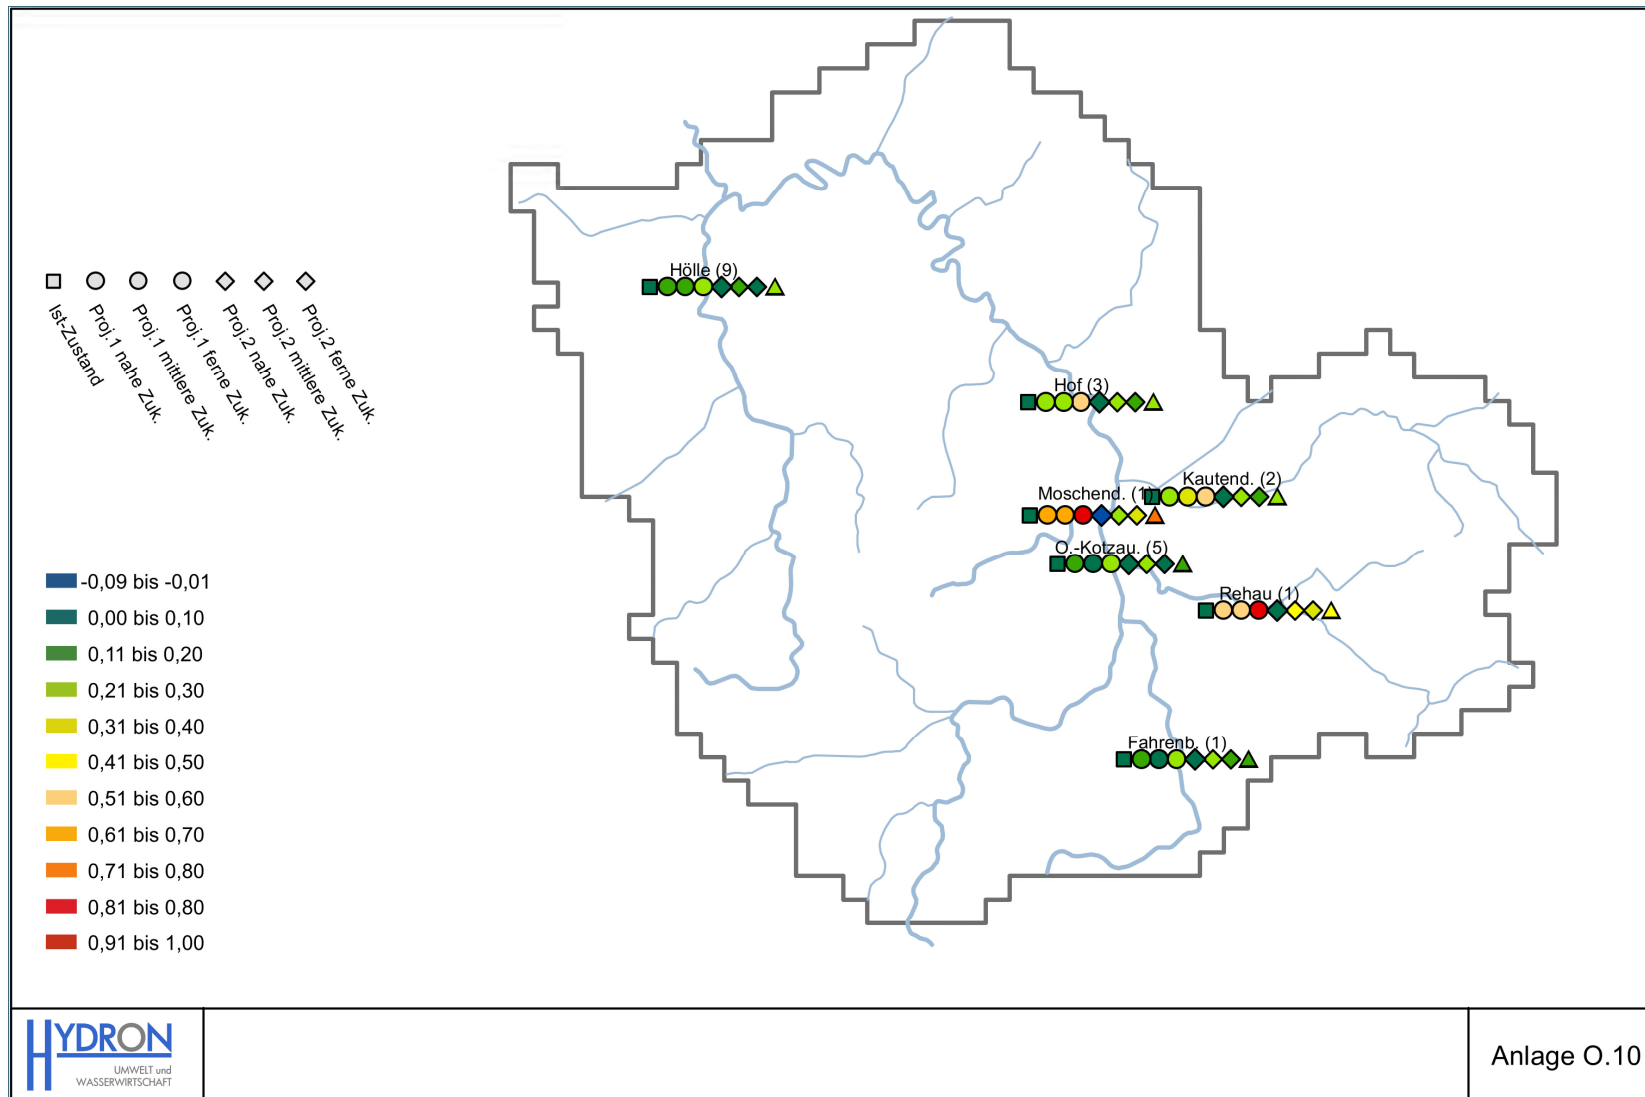 Hölle (9)
Ist-Zustand
Proj.1 nahe Zuk.
Proj.1 mittlere Zuk.
Proj.1 ferne Zuk.
Proj.2 nahe Zuk.
Proj.2 mittlere Zuk.
Proj.2 ferne Zuk.
Hof (3)
Kautend. (2)
Moschend. (1)
O.-Kotzau. (5)
Rehau (1)
Fahrenb. (1)
-0,09 bis -0,01
0,00 bis 0,10
0,11 bis 0,20
0,21 bis 0,30
0,31 bis 0,40
0,41 bis 0,50
0,51 bis 0,60
0,61 bis 0,70
0,71 bis 0,80
0,81 bis 0,80
0,91 bis 1,00
HYDRON
UMWELT und
WASSERWIRTSCHAFT
Anlage O.10